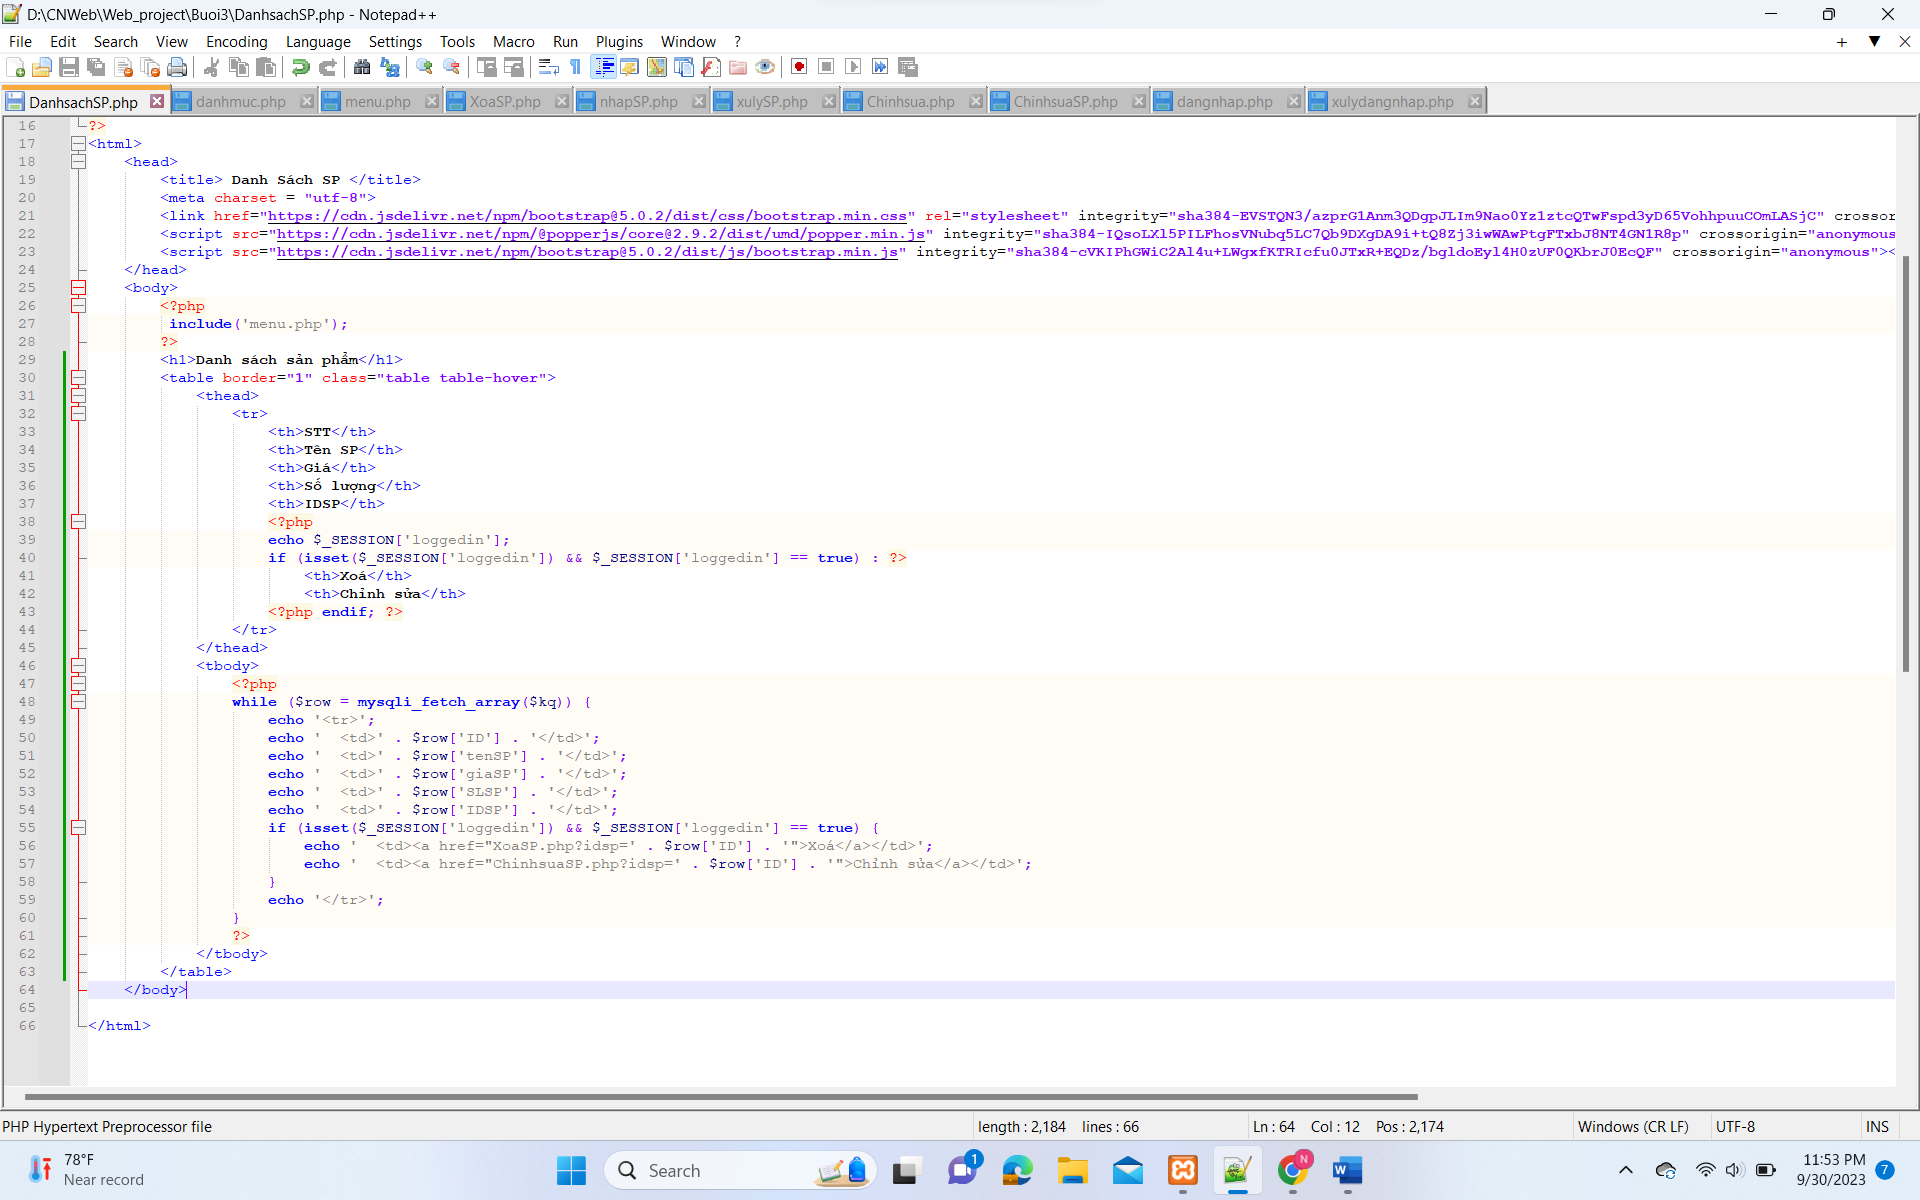 D:\CNWeb\Web_project\Buoi3\DanhsachSP.php - Notepad++
File Edit Search View Encoding Language Settings Tools Macro Run Plugins Window ?
DanhsachSP.php danhmuc.php menu.php XoaSP.php nhapSP.php xulySP.php Chinhsua.php ChinhsuaSP.php dangnhap.php xulydangnhap.php
16 ?>
17 <html>
18 <head>
19 <title> Danh Sách SP </title>
20 <meta charset = "utf-8">
21 <link href="https://cdn.jsdelivr.net/npm/bootstrap@5.0.2/dist/css/bootstrap.min.css" rel="stylesheet" integrity="sha384-EVSTQN3/azprG1Anm3QDgpJLIm9Nao0Yz1ztcQTwFspd3yD65VohhpuuCOmLASjC" crossor
22 <script src="https://cdn.jsdelivr.net/npm/@popperjs/core@2.9.2/dist/umd/popper.min.js" integrity="sha384-IQsoLXl5PILFhosVNubq5LC7Qb9DXgDA9i+tQ8Zj3iwWAwPtgFTxbJ8NT4GN1R8p" crossorigin="anonymous
23 <script src="https://cdn.jsdelivr.net/npm/bootstrap@5.0.2/dist/js/bootstrap.min.js" integrity="sha384-cVKIPhGWiC2Al4u+LWgxfKTRIcfu0JTxR+EQDz/bgldoEyl4H0zUF0QKbrJ0EcQF" crossorigin="anonymous"><
24 </head>
25 <body>
26 <?php
27 include('menu.php');
28 ?>
29 <h1>Danh sách sản phẩm</h1>
30 <table border="1" class="table table-hover">
31 <thead>
32 <tr>
33 <th>STT</th>
34 <th>Tên SP</th>
35 <th>Giá</th>
36 <th>Số lượng</th>
37 <th>IDSP</th>
38 <?php
39 echo $_SESSION['loggedin'];
40 if (isset($_SESSION['loggedin']) && $_SESSION['loggedin'] == true) : ?>
41 <th>Xoá</th>
42 <th>Chỉnh sửa</th>
43 <?php endif; ?>
44 </tr>
45 </thead>
46 <tbody>
47 <?php
48 while ($row = mysqli_fetch_array($kq)) {
49 echo '<tr>';
50 echo '  <td>' . $row['ID'] . '</td>';
51 echo '  <td>' . $row['tenSP'] . '</td>';
52 echo '  <td>' . $row['giaSP'] . '</td>';
53 echo '  <td>' . $row['SLSP'] . '</td>';
54 echo '  <td>' . $row['IDSP'] . '</td>';
55 if (isset($_SESSION['loggedin']) && $_SESSION['loggedin'] == true) {
56 echo '  <td><a href="XoaSP.php?idsp=' . $row['ID'] . '">Xoá</a></td>';
57 echo '  <td><a href="ChinhsuaSP.php?idsp=' . $row['ID'] . '">Chỉnh sửa</a></td>';
58 }
59 echo '</tr>';
60 }
61 ?>
62 </tbody>
63 </table>
64 </body>
65
66 </html>
PHP Hypertext Preprocessor file length : 2,184 lines : 66 Ln : 64 Col : 12 Pos : 2,174 Windows (CR LF) UTF-8 INS
78°F
Near record
Search
1
N
11:53 PM
9/30/2023
7